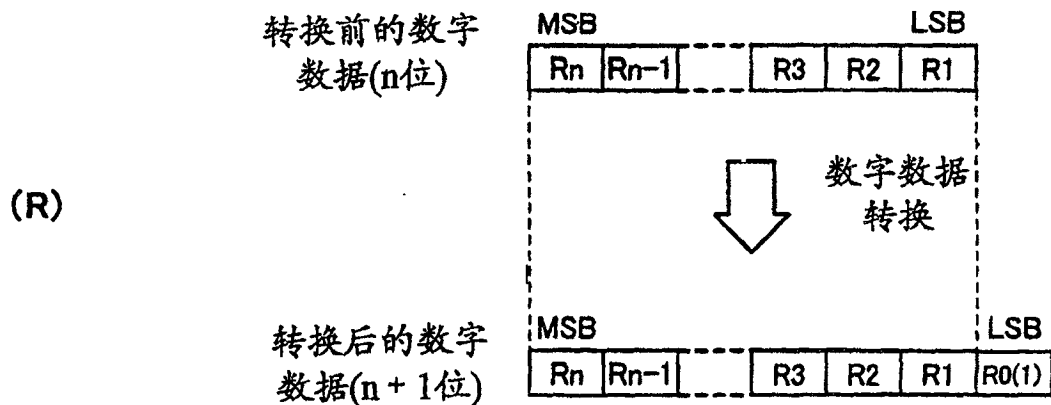 转换前的数字
数据(n位)
MSB LSB
Rn Rn-1 R3 R2 R1
(R)
数字数据
转换
转换后的数字
数据(n + 1位)
MSB LSB
Rn Rn-1 R3 R2 R1 R0(1)